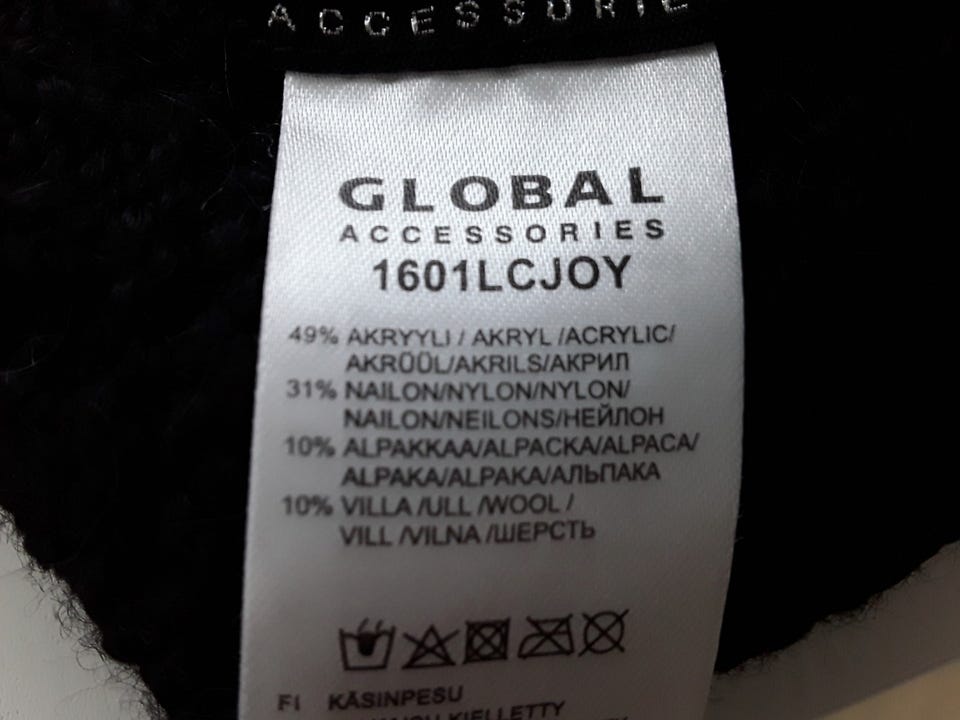 ACCESSORIE
GLOBAL
ACCESSORIES
1601LCJOY
49% AKRYYLI / AKRYL /ACRYLIC/
AKRÜÜL/AKRILS/АКРИЛ
31% NAILON/NYLON/NYLON/
NAILON/NEILONS/НЕЙЛОН
10% ALPAKKAA/ALPACKA/ALPACA/
ALPAKA/ALPAKA/АЛЬПАКА
10% VILLA /ULL /WOOL /
VILL /VILNA /ШЕРСТЬ
FI KÄSINPESU
KIELLETTY